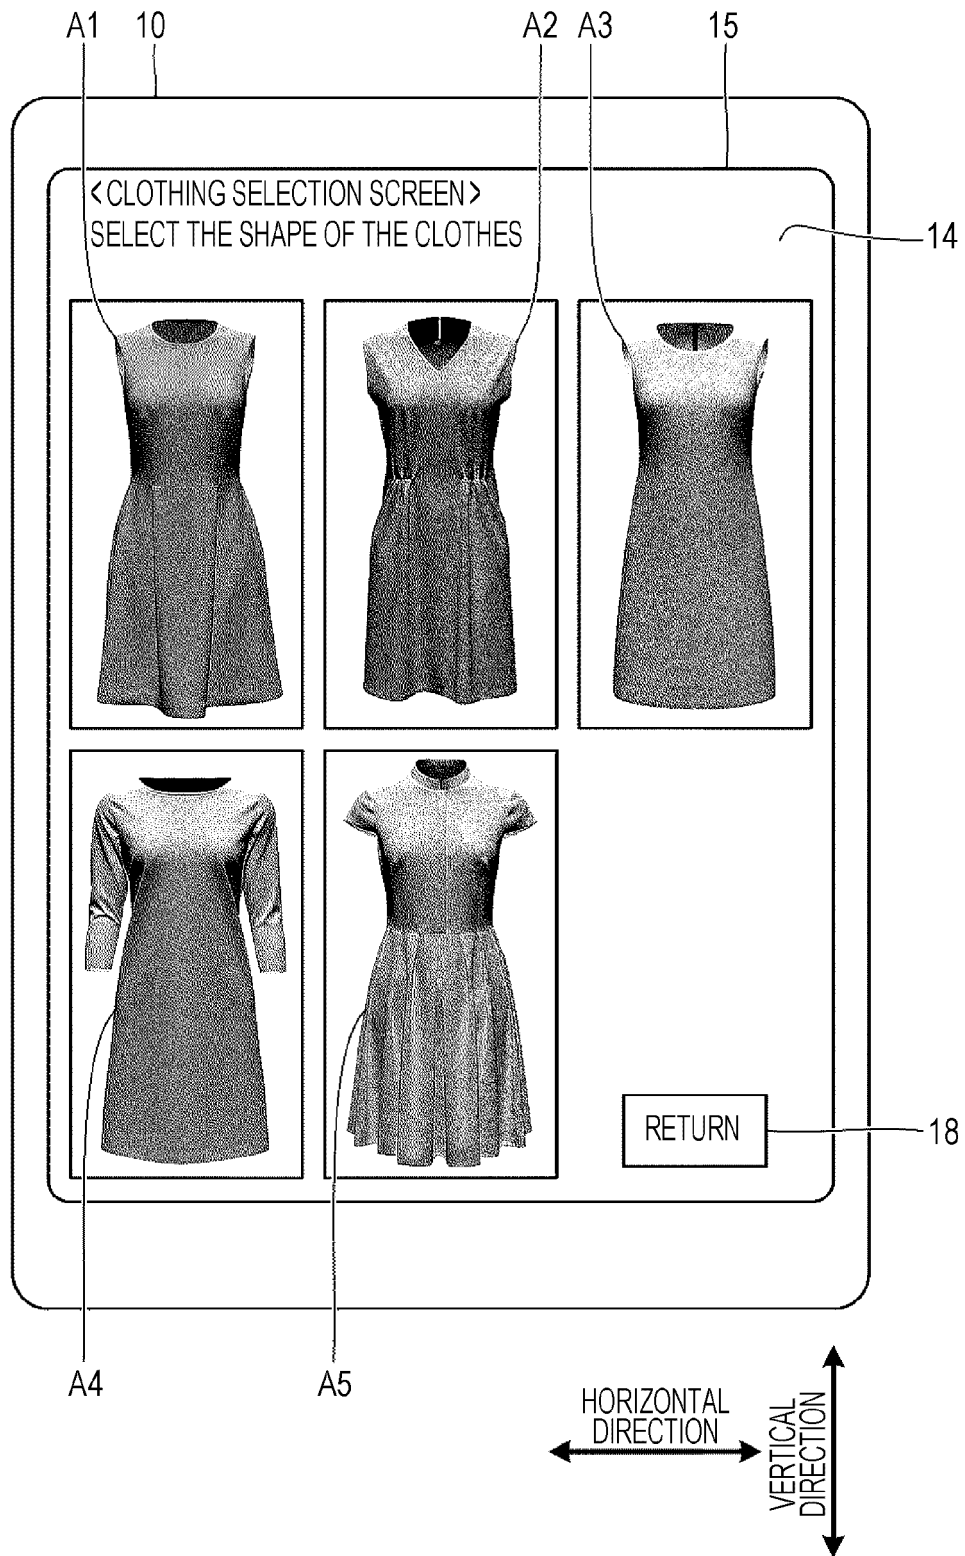 A1 10 A2 A3 15
<CLOTHING SELECTION SCREEN>
SELECT THE SHAPE OF THE CLOTHES
14
RETURN
18
A4 A5
HORIZONTAL
DIRECTION
VERTICAL
DIRECTION